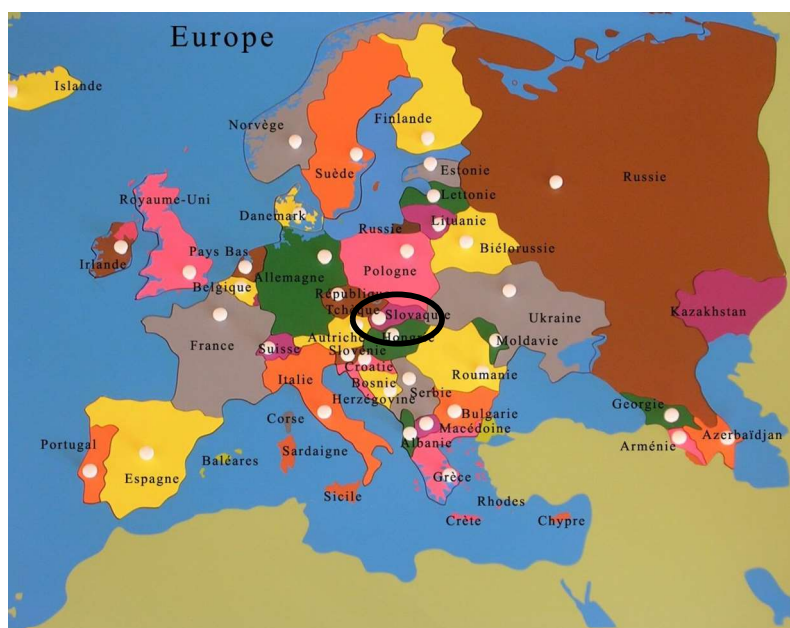 Europe
Islande
Norvège
Finlande
Suède
Estonie
Russie
Royaume-Uni
Lettonie
Danemark
Lituanie
Russie
Biélorussie
Irlande
Pays Bas
Pologne
Belgique
Allemagne
République
Tchèque
Slovaquie
Ukraine
Kazakhstan
France
Suisse
Autriche
Hongrie
Moldavie
Slovénie
Croatie
Italie
Bosnie
Herzégovine
Serbie
Roumanie
Georgie
Corse
Bulgarie
Macédoine
Albanie
Arménie
Azerbaïdjan
Portugal
Espagne
Baléares
Sardaigne
Sicile
Grèce
Rhodes
Crète
Chypre